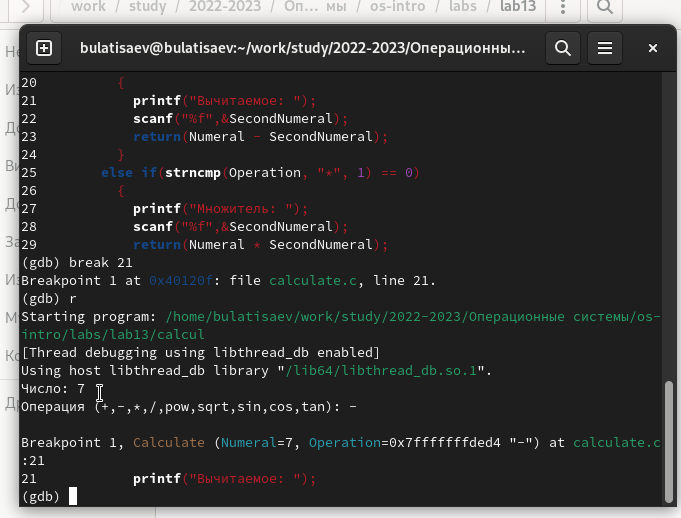 work / study / 2022-2023 / Оп… мы / os-intro / labs / lab13
bulatisaev@bulatisaev:~/work/study/2022-2023/Операционны…
20 {
21 printf("Вычитаемое: ");
22 scanf("%f",&SecondNumeral);
23 return(Numeral - SecondNumeral);
24 }
25 else if(strncmp(Operation, "*", 1) == 0)
26 {
27 printf("Множитель: ");
28 scanf("%f",&SecondNumeral);
29 return(Numeral * SecondNumeral);
(gdb) break 21
Breakpoint 1 at 0x40120f: file calculate.c, line 21.
(gdb) r
Starting program: /home/bulatisaev/work/study/2022-2023/Операционные системы/os-
intro/labs/lab13/calcul
[Thread debugging using libthread_db enabled]
Using host libthread_db library "/lib64/libthread_db.so.1".
Число: 7
Операция (+,-,*,/,pow,sqrt,sin,cos,tan): -
Breakpoint 1, Calculate (Numeral=7, Operation=0x7fffffffded4 "-") at calculate.c
:21
21 printf("Вычитаемое: ");
(gdb)